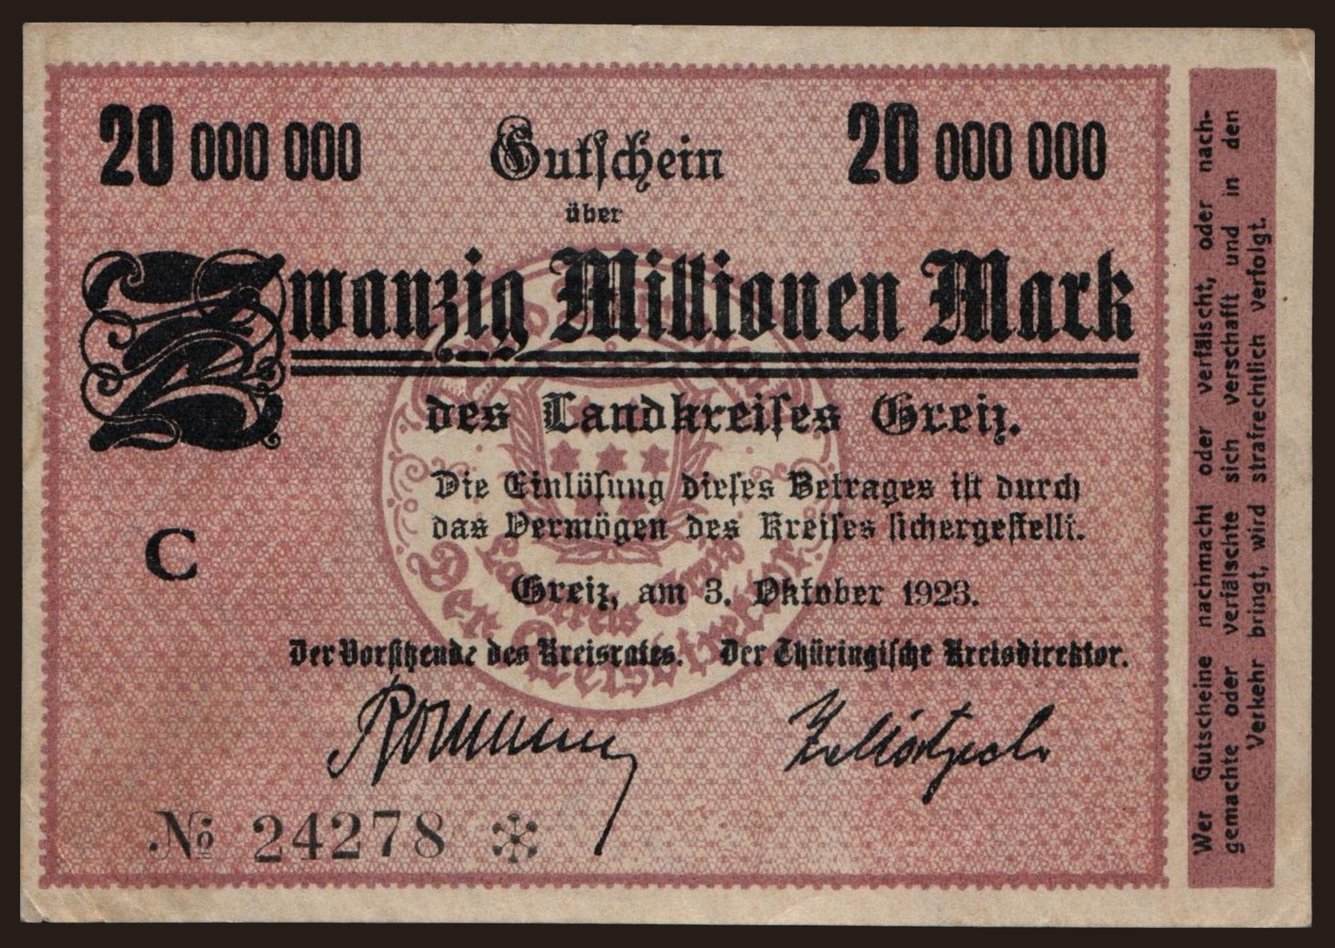 20 000 000 Gutschein 20 000 000
über
Zwanzig Millionen Mark
des Landkreises Greiz.
Die Einlösung dieses Betrages ist durch
das Vermögen des Kreises sichergestellt.
C
Greiz, am 3. Oktober 1923.
Der Vorsitzende des Kreisrates. Der Thüringische Kreisdirektor.
№ 24278
Wer Gutscheine nachmacht oder verfälscht, oder nach-
gemachte oder verfälschte sich verschafft und in den
Verkehr bringt, wird strafrechtlich verfolgt.